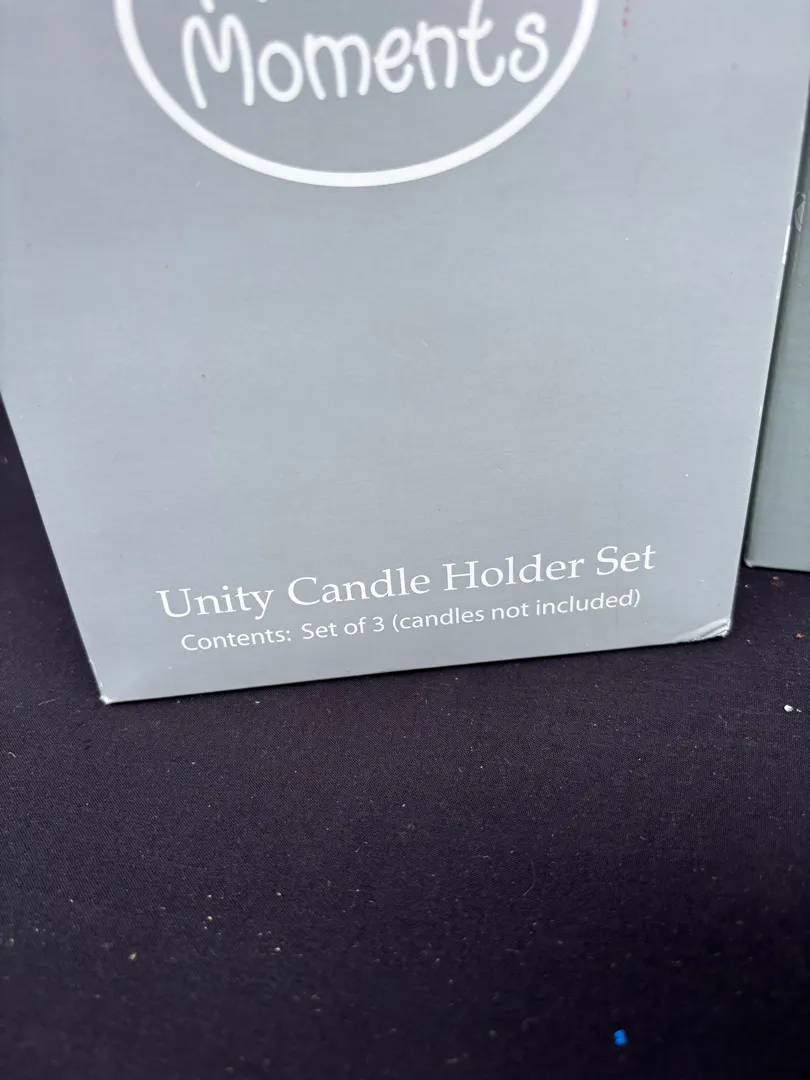 Moments
Unity Candle Holder Set
Contents: Set of 3 (candles not included)